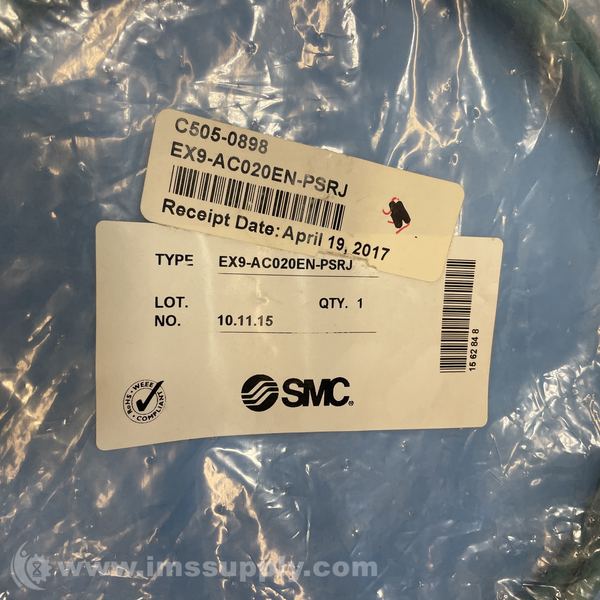 C505-0898
EX9-AC020EN-PSRJ
Receipt Date: April 19, 2017
TYPE EX9-AC020EN-PSRJ
LOT. NO. 10.11.15
QTY. 1
15 62 84 8
RoHS • WEEE • COMPLIANT
SMC®
www.imssupply.com